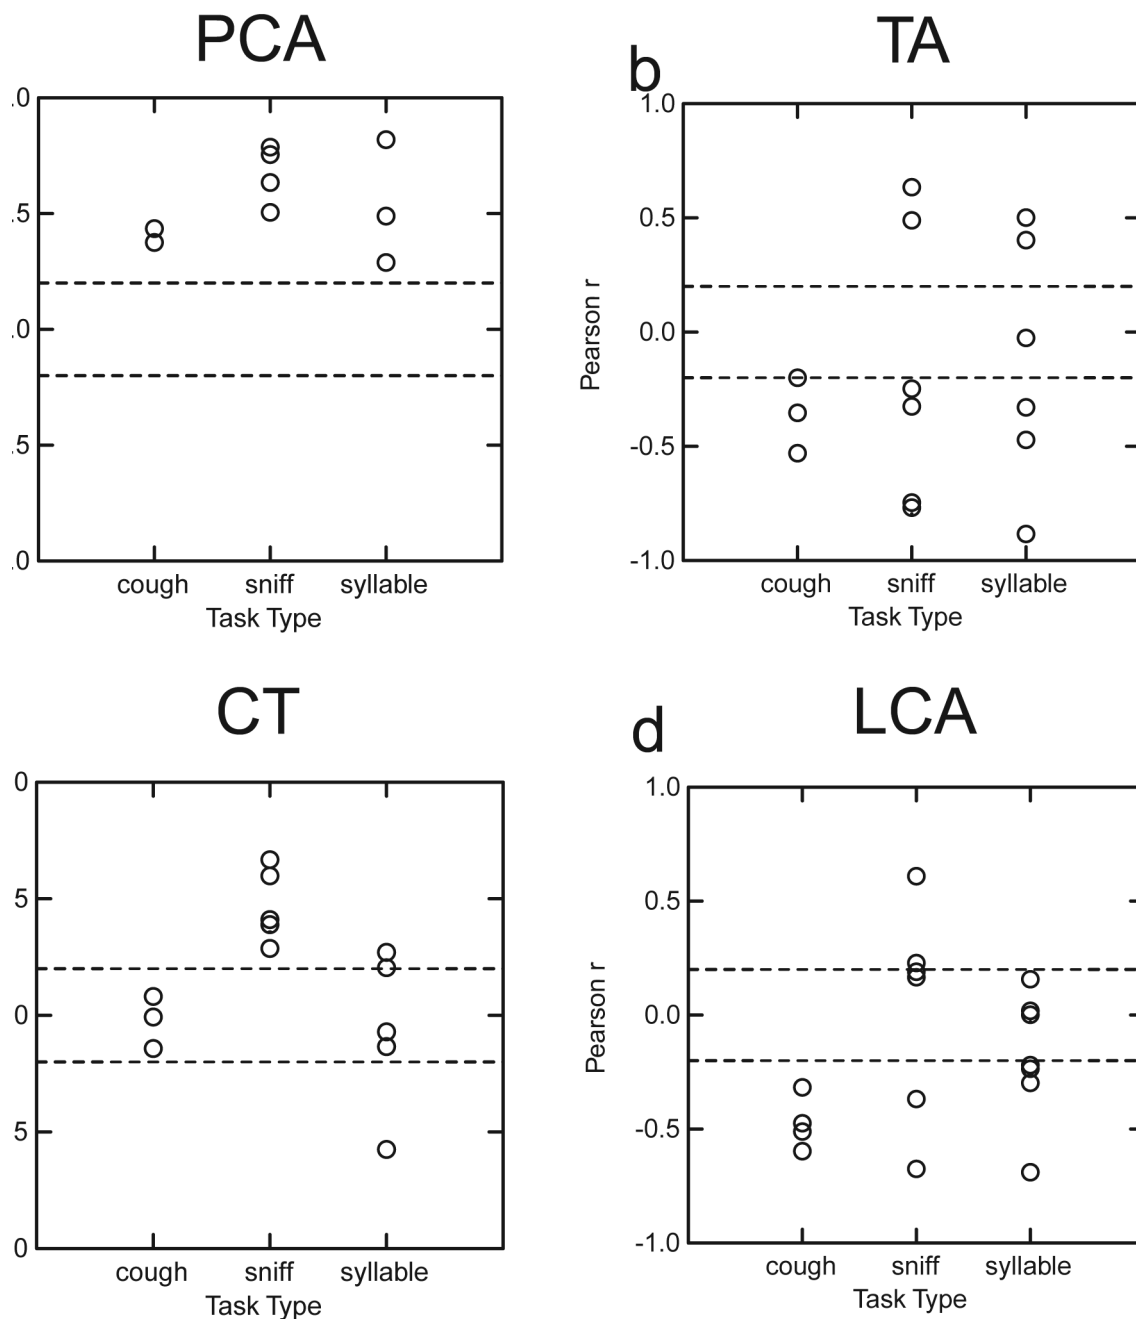 PCA
.0
.5
.0
.5
.0
cough sniff syllable
Task Type
b TA
1.0
0.5
0.0
-0.5
-1.0
Pearson r
cough sniff syllable
Task Type
CT
0
5
0
5
0
cough sniff syllable
Task Type
d LCA
1.0
0.5
0.0
-0.5
-1.0
Pearson r
cough sniff syllable
Task Type